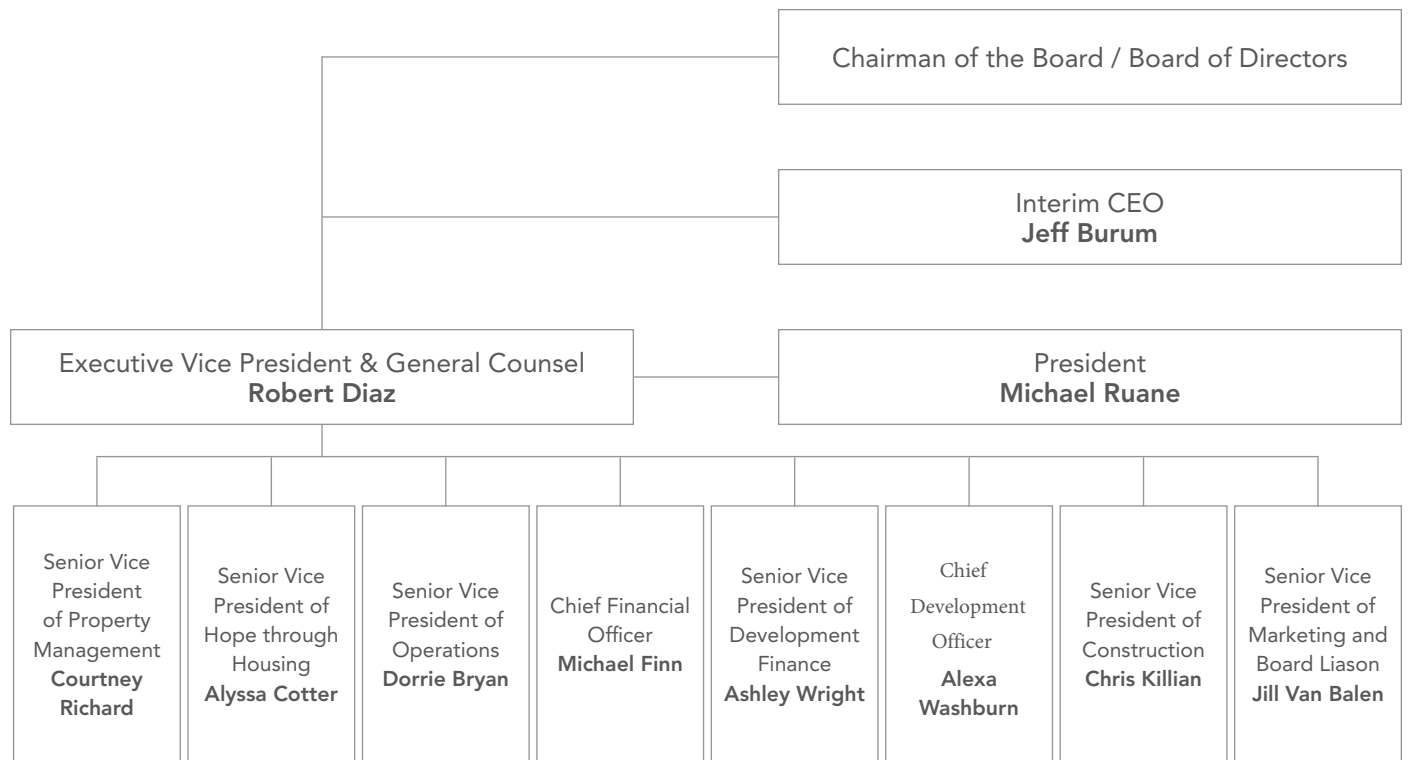 Chairman of the Board / Board of Directors
Interim CEO
Jeff Burum
Executive Vice President & General Counsel
Robert Diaz
President
Michael Ruane
Senior Vice
President
of Property
Management
Courtney
Richard
Senior Vice
President of
Hope through
Housing
Alyssa Cotter
Senior Vice
President of
Operations
Dorrie Bryan
Chief Financial
Officer
Michael Finn
Senior Vice
President of
Development
Finance
Ashley Wright
Chief
Development
Officer
Alexa
Washburn
Senior Vice
President of
Construction
Chris Killian
Senior Vice
President of
Marketing and
Board Liason
Jill Van Balen